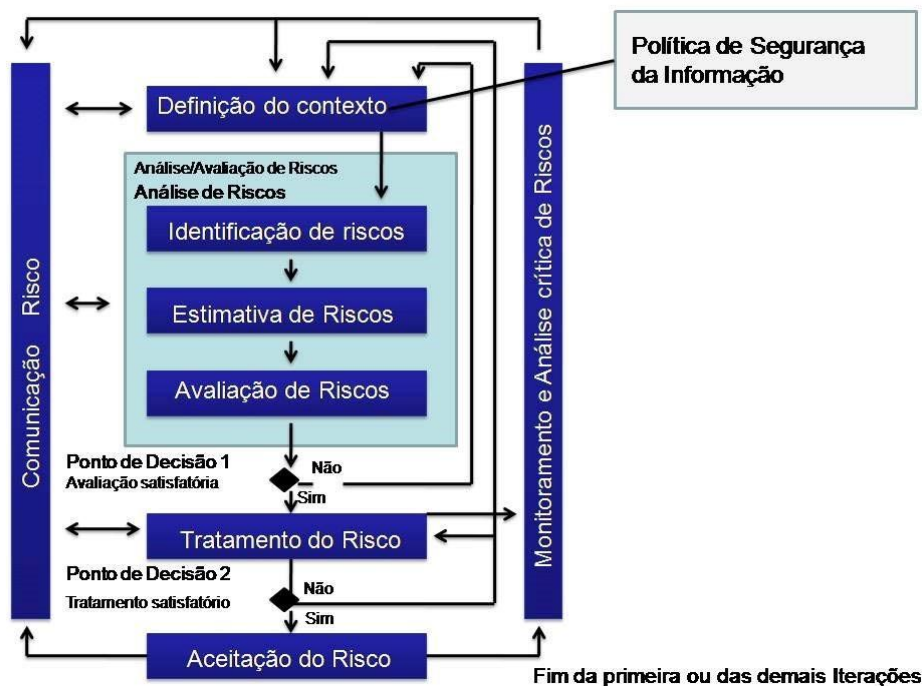 Política de Segurança
da Informação
Definição do contexto
Análise/Avaliação de Riscos
Análise de Riscos
Identificação de riscos
Estimativa de Riscos
Avaliação de Riscos
Comunicação Risco
Monitoramento e Análise crítica de Riscos
Ponto de Decisão 1
Avaliação satisfatória
Não
Sim
Tratamento do Risco
Ponto de Decisão 2
Tratamento satisfatório
Não
Sim
Aceitação do Risco
Fim da primeira ou das demais Iterações